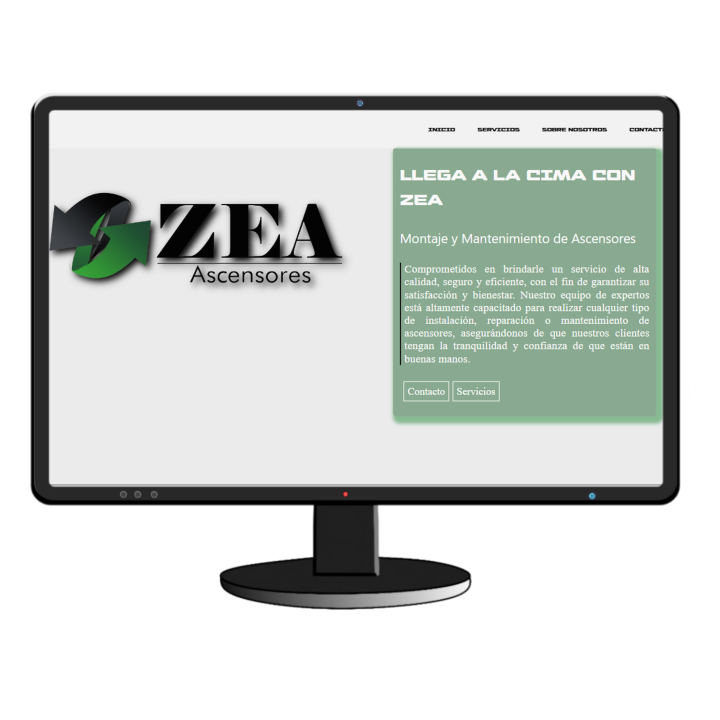 INICIO SERVICIOS SOBRE NOSOTROS CONTACT
ZEA
Ascensores
LLEGA A LA CIMA CON
ZEA
Montaje y Mantenimiento de Ascensores
Comprometidos en brindarle un servicio de alta
calidad, seguro y eficiente, con el fin de garantizar su
satisfacción y bienestar. Nuestro equipo de expertos
está altamente capacitado para realizar cualquier tipo
de instalación, reparación o mantenimiento de
ascensores, asegurándonos de que nuestros clientes
tengan la tranquilidad y confianza de que están en
buenas manos.
Contacto Servicios